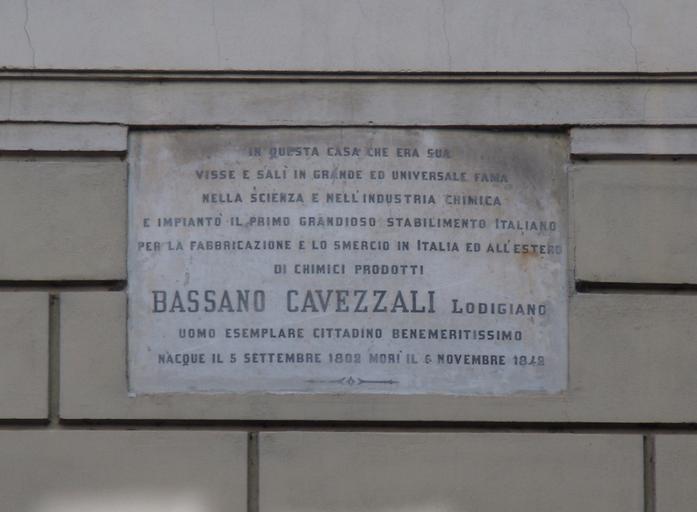 IN QUESTA CASA CHE ERA SUA
VISSE E SALÌ IN GRANDE ED UNIVERSALE FAMA
NELLA SCIENZA E NELL'INDUSTRIA CHIMICA
E IMPIANTÒ IL PRIMO GRANDIOSO STABILIMENTO ITALIANO
PER LA FABBRICAZIONE E LO SMERCIO IN ITALIA ED ALL'ESTERO
DI CHIMICI PRODOTTI
BASSANO CAVEZZALI LODIGIANO
UOMO ESEMPLARE CITTADINO BENEMERITISSIMO
NACQUE IL 5 SETTEMBRE 1802 MORÌ IL 6 NOVEMBRE 1842